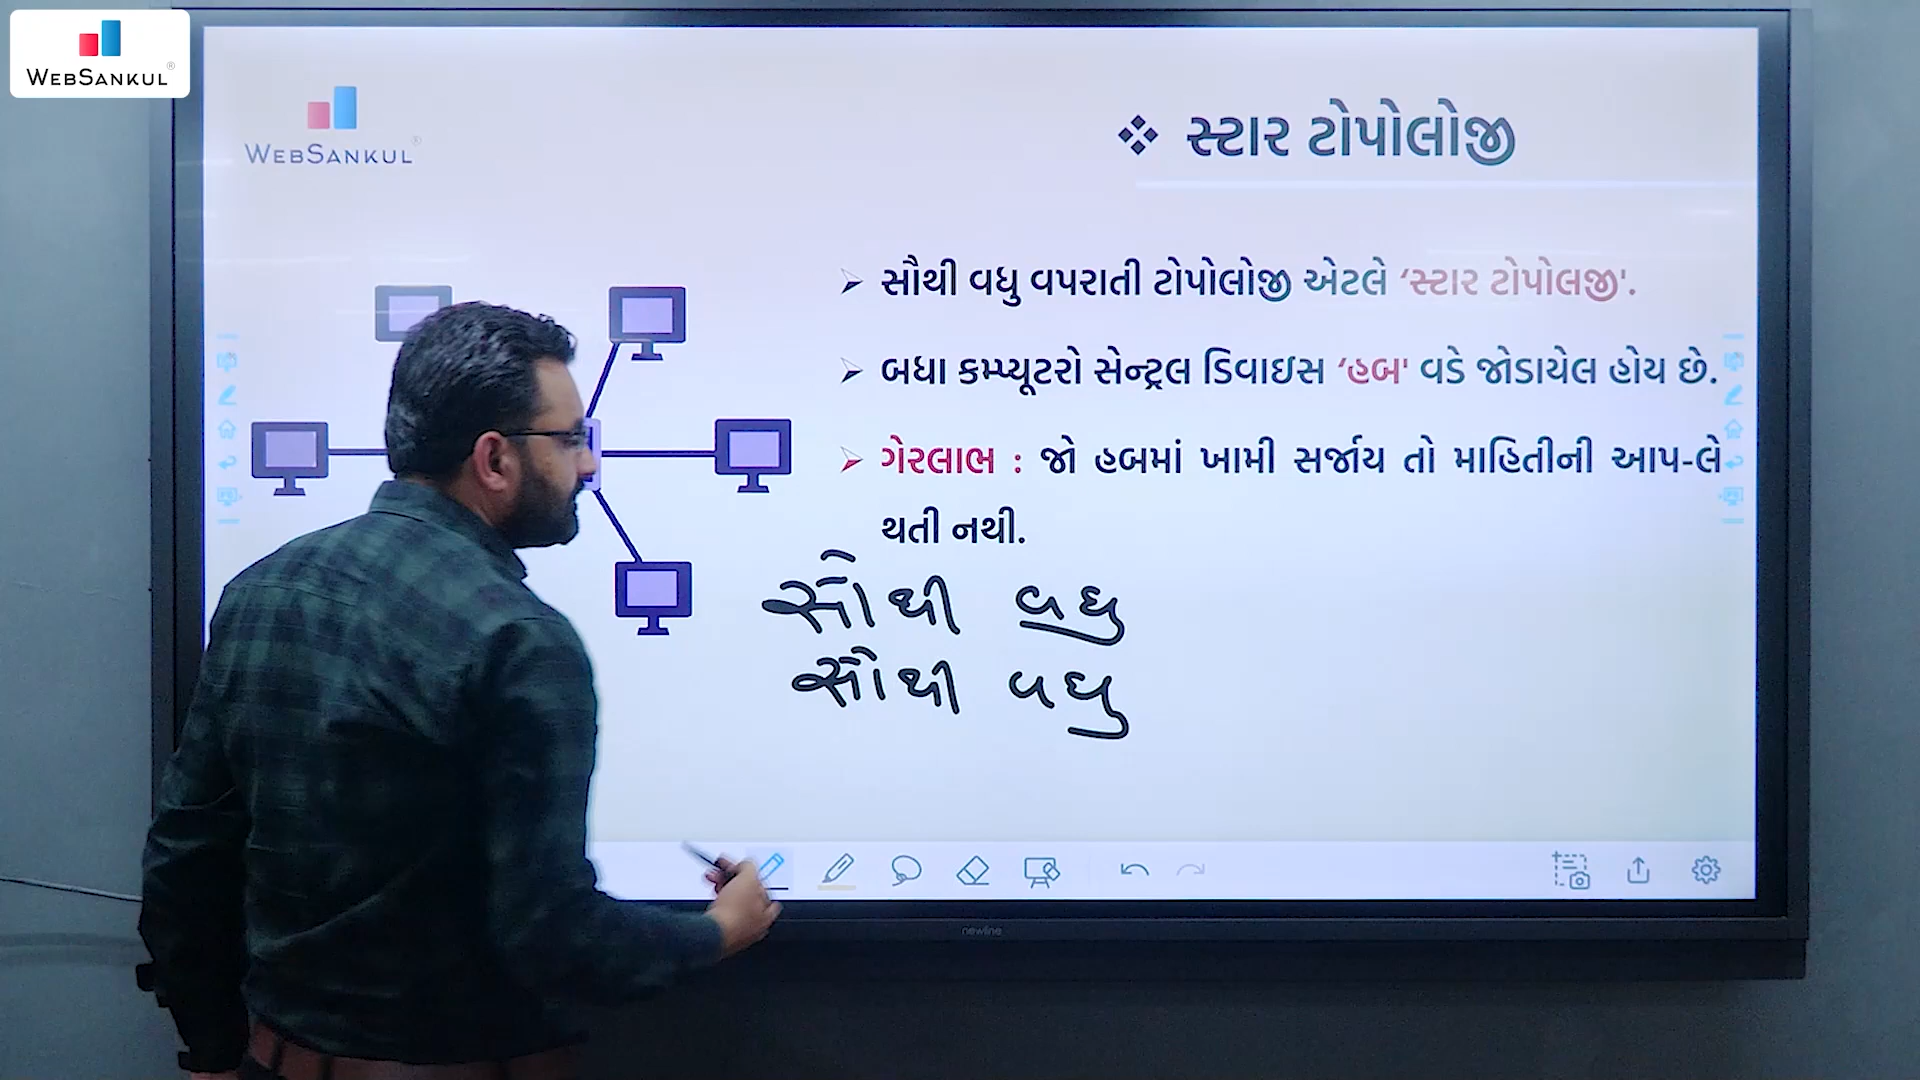 WEBSANKUL
WEBSANKUL
❖ સ્ટાર ટોપોલોજી
➢ સૌથી વધુ વપરાતી ટોપોલોજી એટલે ‘સ્ટાર ટોપોલજી'.
➢ બધા કમ્પ્યૂટરો સેન્ટ્રલ ડિવાઇસ ‘હબ' વડે જોડાયેલ હોય છે.
➢ ગેરલાભ : જો હબમાં ખામી સર્જાય તો માહિતીની આપ-લે
થતી નથી.
સૌથી વધુ
સૌથી વધુ
newline